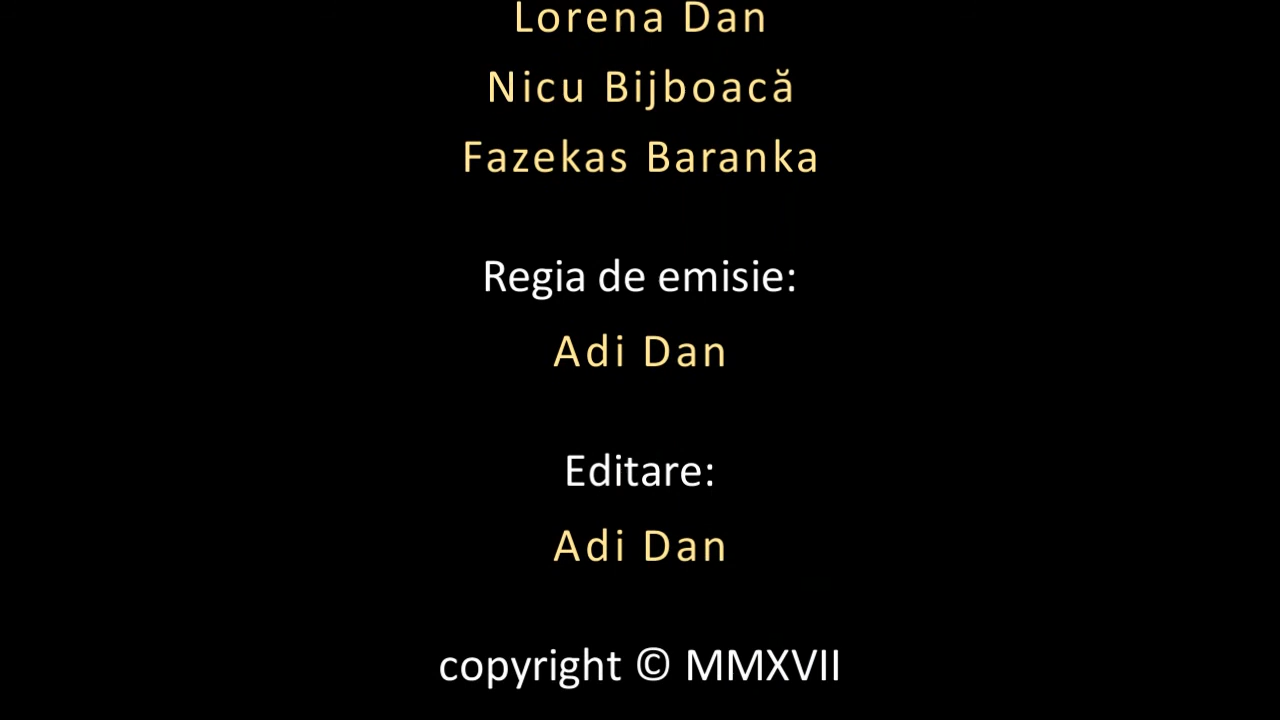 Lorena Dan
Nicu Bijboacă
Fazekas Baranka
Regia de emisie:
Adi Dan
Editare:
Adi Dan
copyright © MMXVII